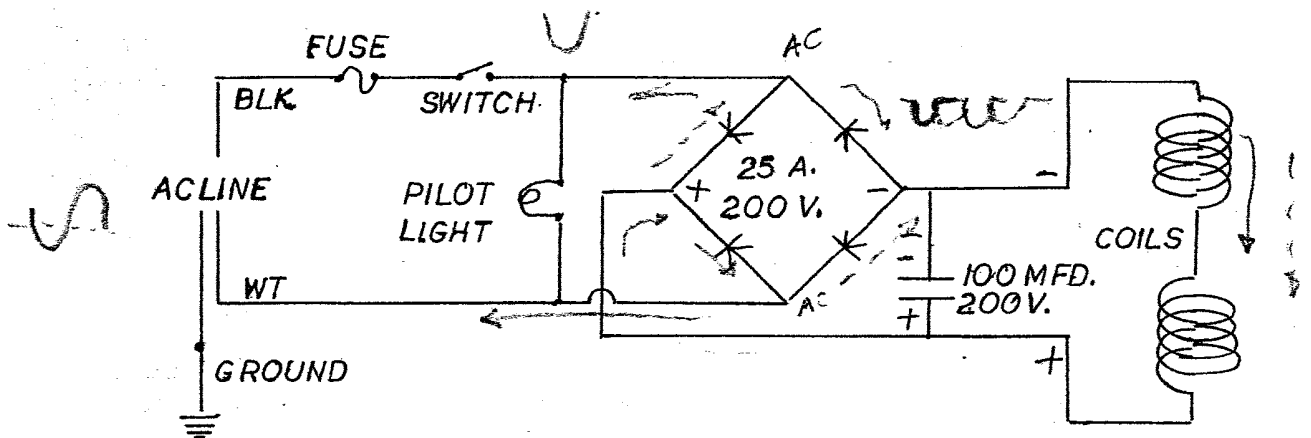 FUSE
AC
BLK.
SWITCH.
AC LINE
PILOT
LIGHT
25 A.
200 V.
+
-
-
COILS
-
100 MFD.
200V.
+
WT
AC
+
GROUND